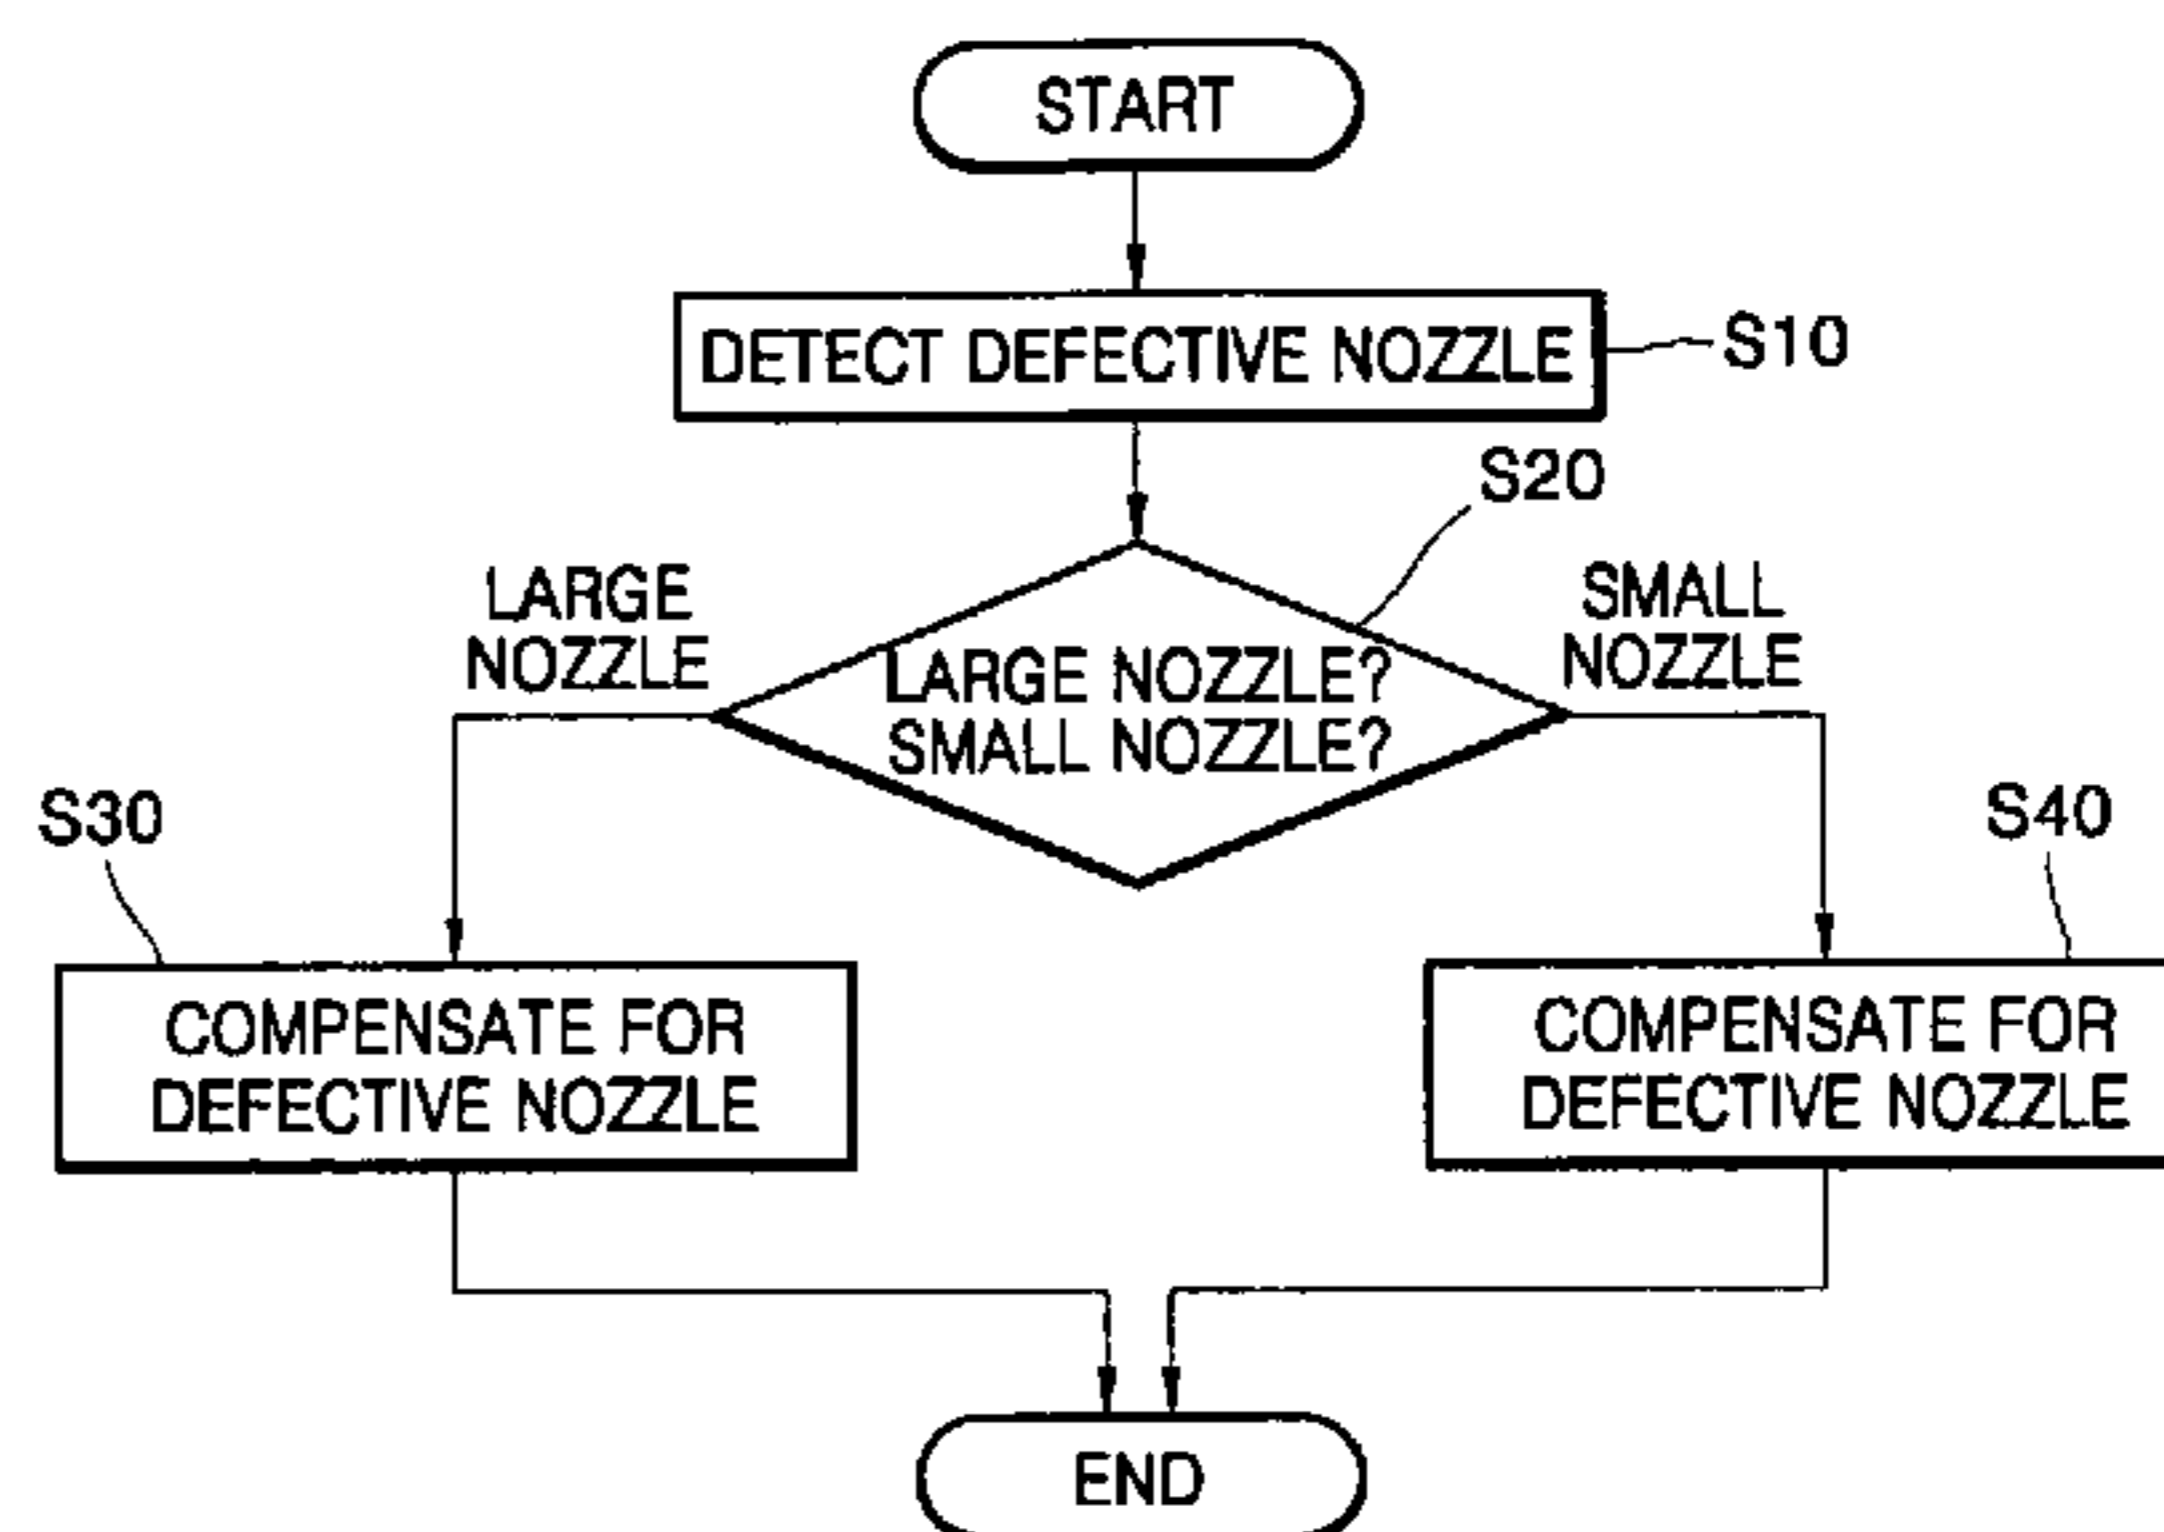 START
DETECT DEFECTIVE NOZZLE
S10
S20
LARGE
NOZZLE
LARGE NOZZLE?
SMALL NOZZLE?
SMALL
NOZZLE
S30
S40
COMPENSATE FOR
DEFECTIVE NOZZLE
COMPENSATE FOR
DEFECTIVE NOZZLE
END